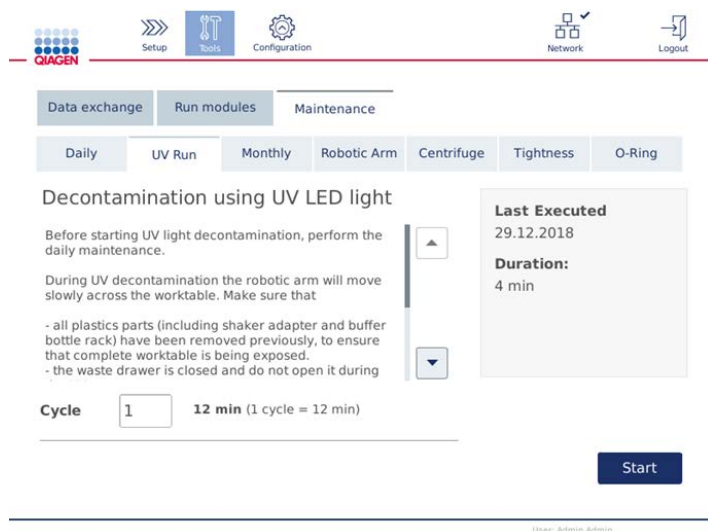 QIAGEN
Setup
Tools
Configuration
Network
Logout
Data exchange
Run modules
Maintenance
Daily
UV Run
Monthly
Robotic Arm
Centrifuge
Tightness
O-Ring
Decontamination using UV LED light
Before starting UV light decontamination, perform the
daily maintenance.
During UV decontamination the robotic arm will move
slowly across the worktable. Make sure that
- all plastics parts (including shaker adapter and buffer
bottle rack) have been removed previously, to ensure
that complete worktable is being exposed.
- the waste drawer is closed and do not open it during
Last Executed
29.12.2018
Duration:
4 min
Cycle 1 12 min (1 cycle = 12 min)
Start
User: Admin Admin